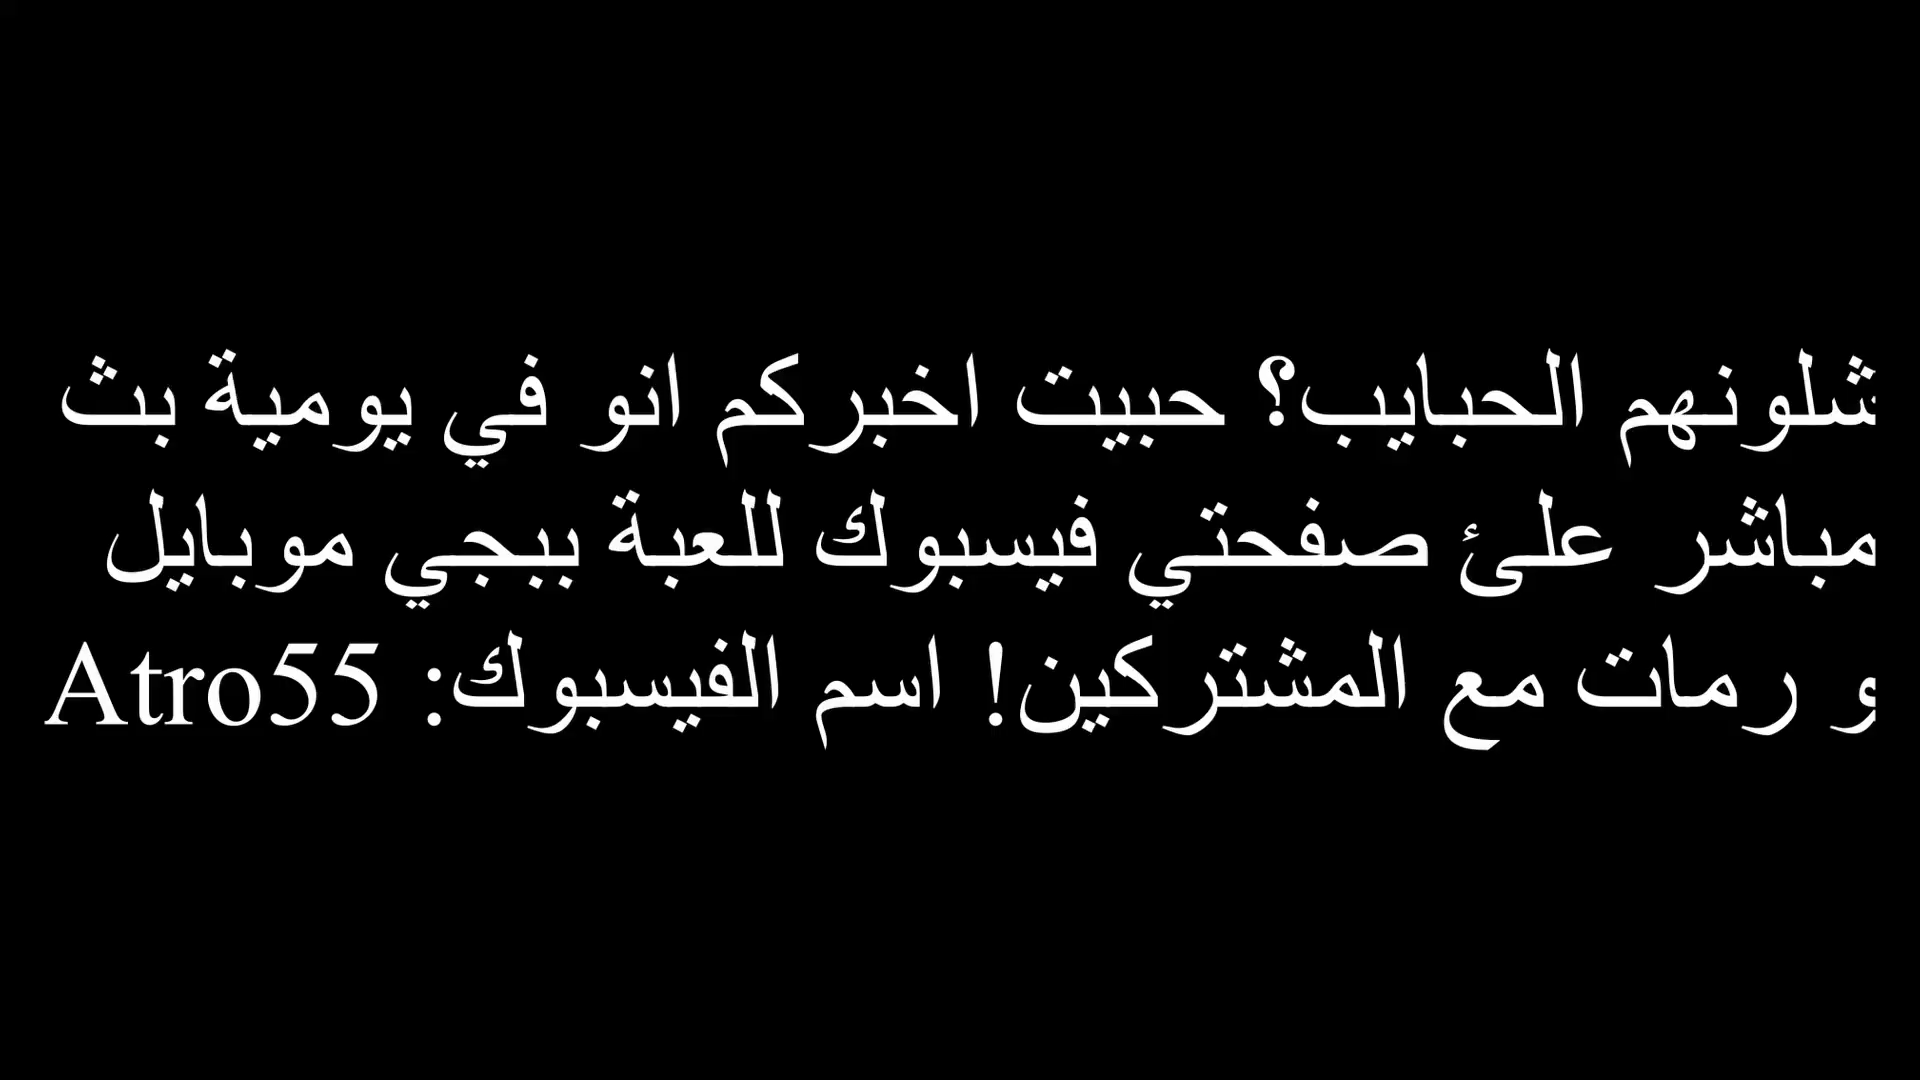 شلونهم الحبايب؟ حبيت اخبركم انو في يومية بث
مباشر علئ صفحتي فيسبوك للعبة ببجي موبايل
و رمات مع المشتركين! اسم الفيسبوك: Atro55